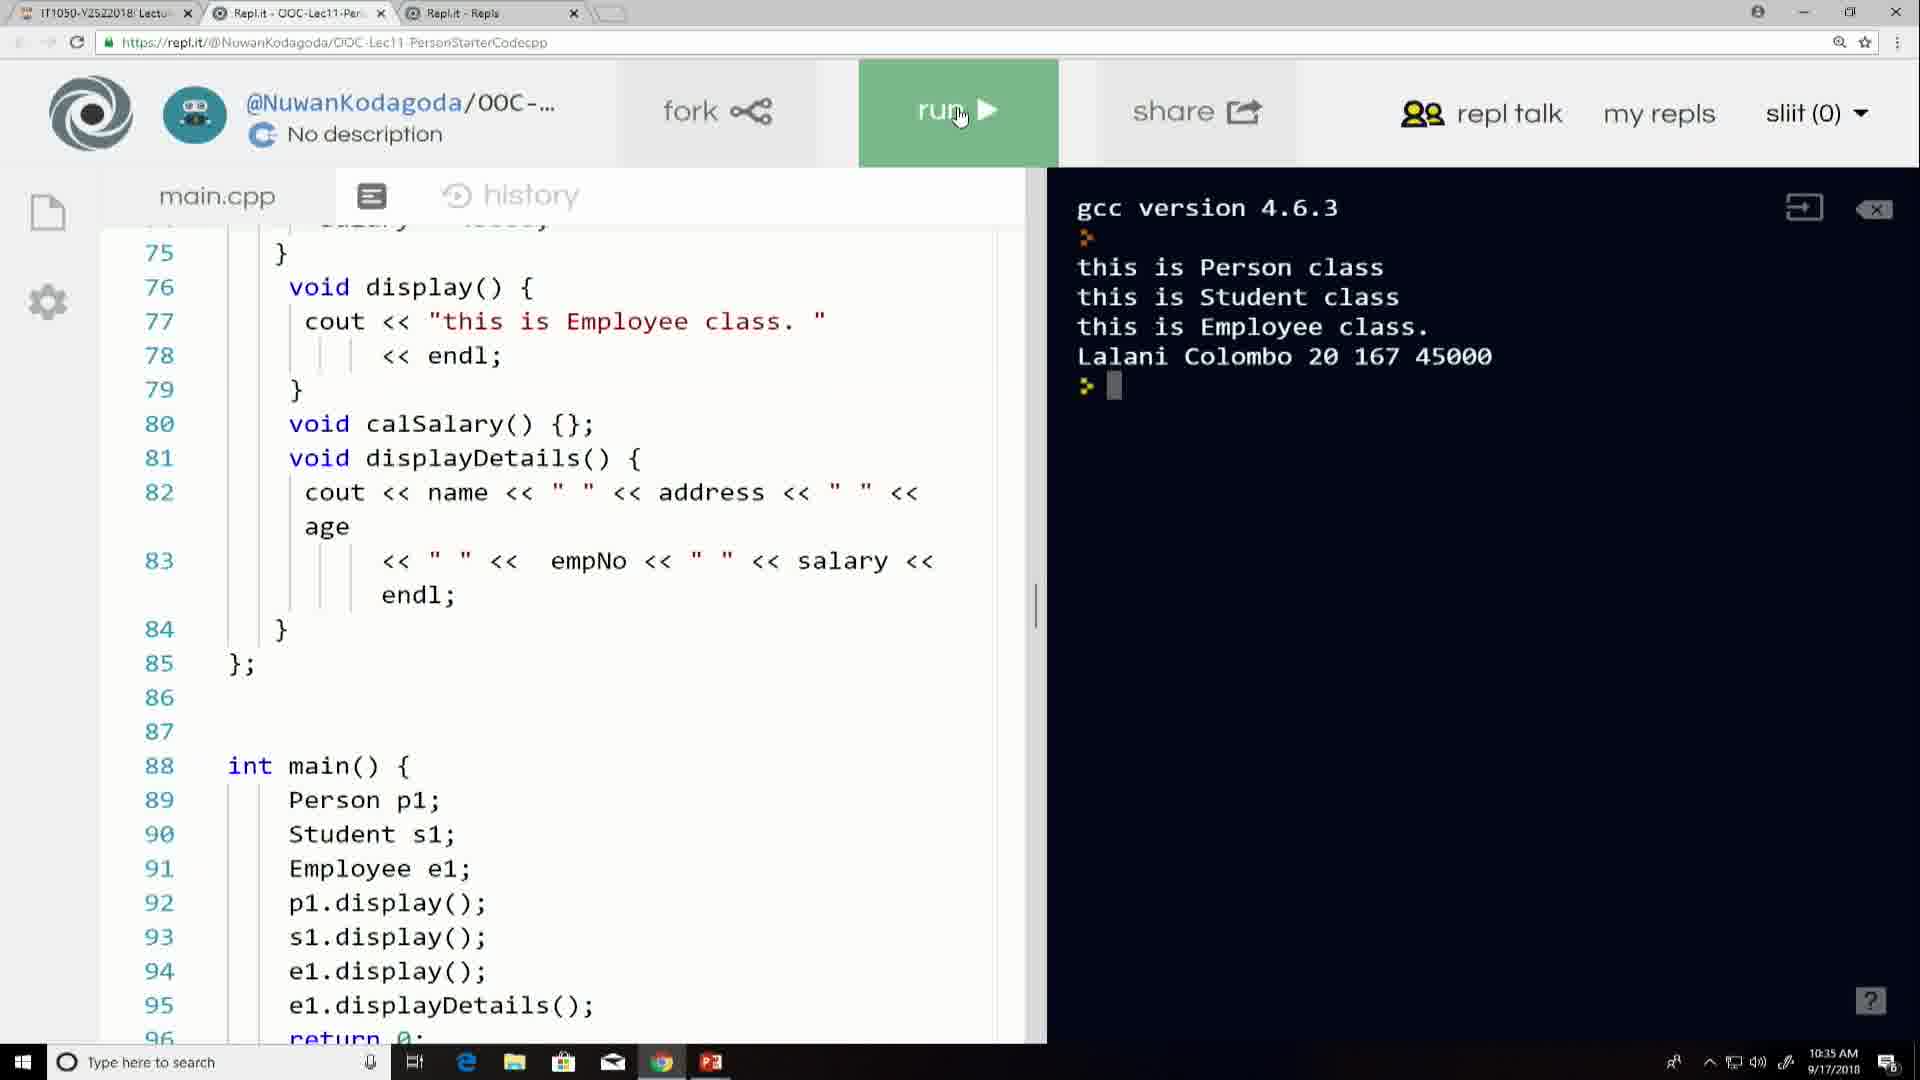 IT1050-Y2S22018: Lectu
Repl.it - OOC-Lec11-Per
Repl.it - Repls
https://repl.it/@NuwanKodagoda/OOC-Lec11-PersonStarterCodecpp
@NuwanKodagoda/OOC-...
No description
fork
run
share
repl talk
my repls
sliit (0)
main.cpp
history
75 }
76 void display() {
77 cout << "this is Employee class. "
78 << endl;
79 }
80 void calSalary() {};
81 void displayDetails() {
82 cout << name << " " << address << " " <<
age
83 << " " << empNo << " " << salary <<
endl;
84 }
85 };
86
87
88 int main() {
89 Person p1;
90 Student s1;
91 Employee e1;
92 p1.display();
93 s1.display();
94 e1.display();
95 e1.displayDetails();
96 return 0;
gcc version 4.6.3
>
this is Person class
this is Student class
this is Employee class.
Lalani Colombo 20 167 45000
>
?
Type here to search
10:35 AM
9/17/2018